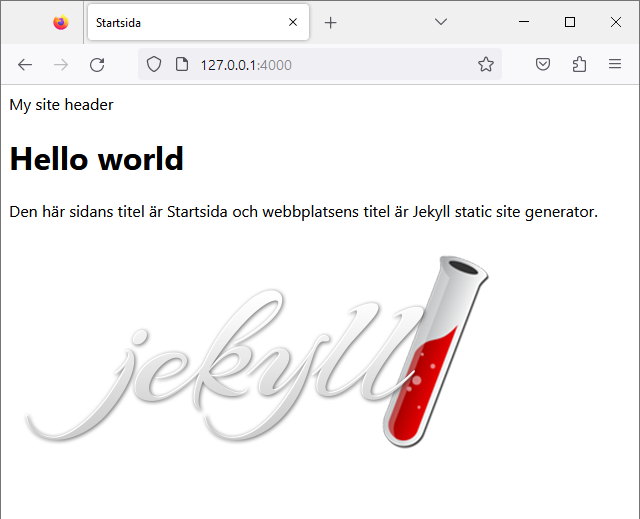 Startsida
127.0.0.1:4000
My site header
Hello world
Den här sidans titel är Startsida och webbplatsens titel är Jekyll static site generator.
jekyll